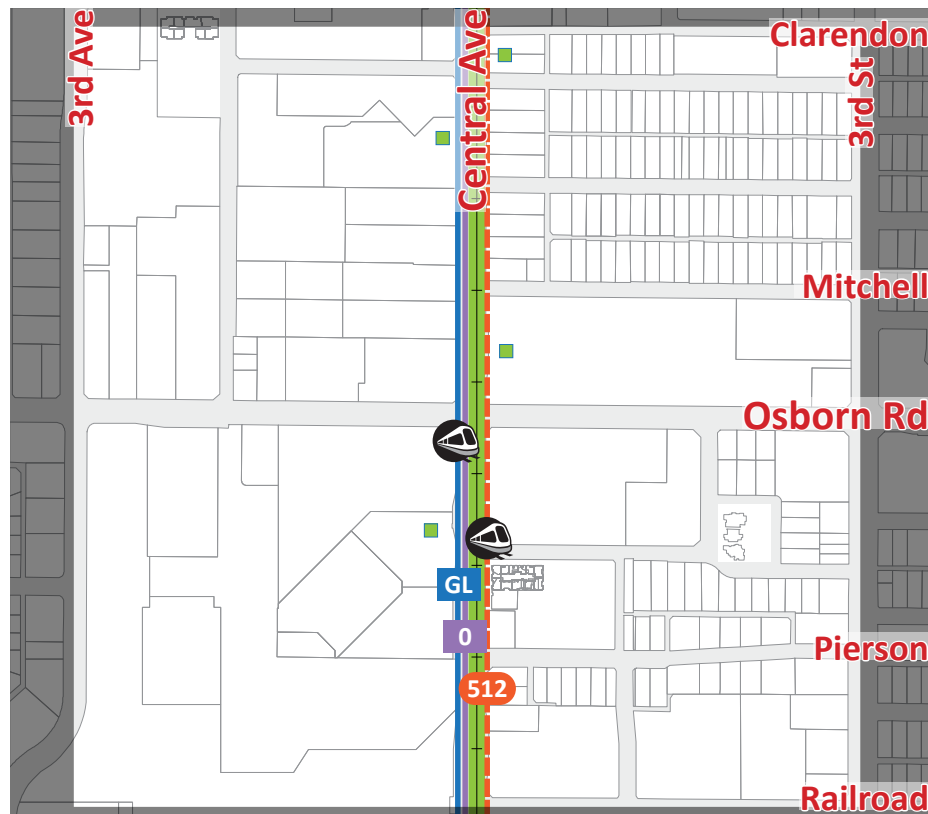 3rd Ave
Central Ave
Clarendon
3rd St
Mitchell
Osborn Rd
GL
0
Pierson
512
Railroad